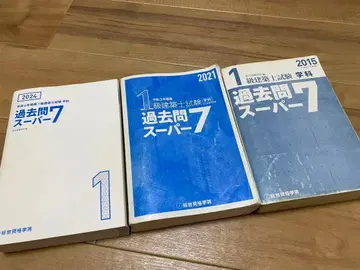 2024
過去問
スーパー7
1
総合資格学院
2021
1級建築士試験 学科
過去問
スーパー7
総合資格学院
2015
1
級建築士試験 学科
過去問
スーパー7
総合資格学院